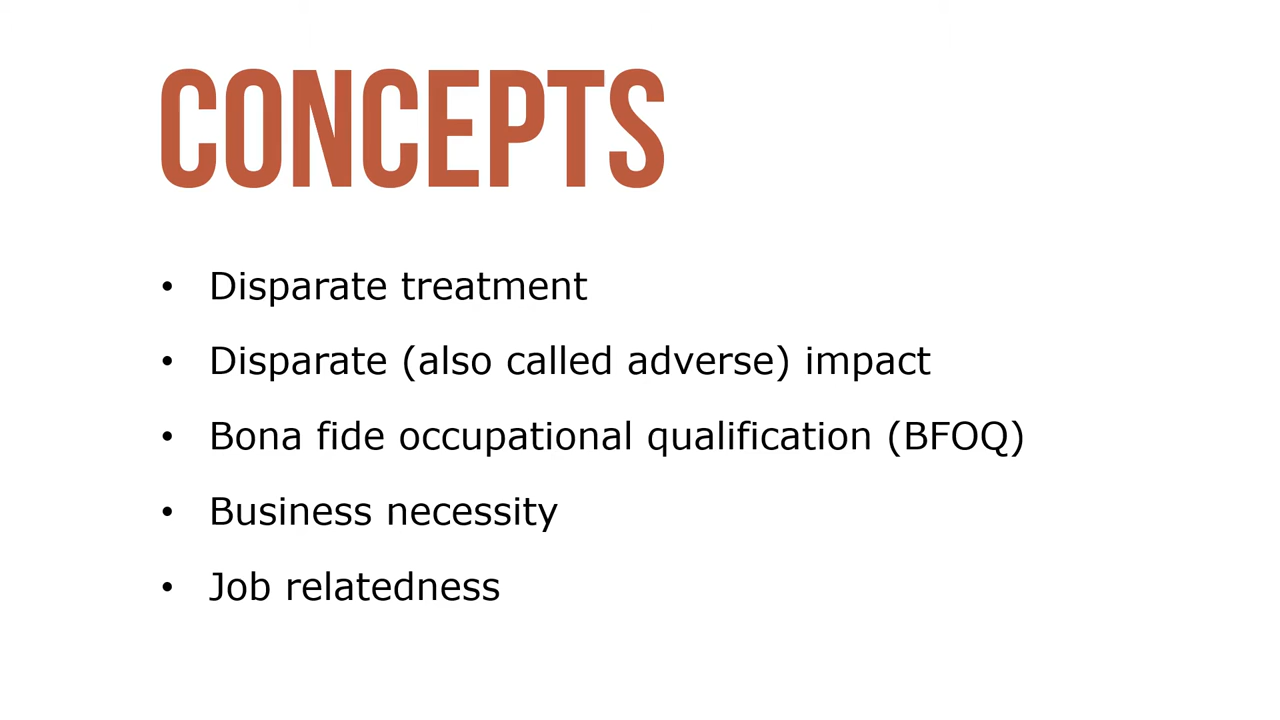 CONCEPTS
• Disparate treatment
• Disparate (also called adverse) impact
• Bona fide occupational qualification (BFOQ)
• Business necessity
• Job relatedness